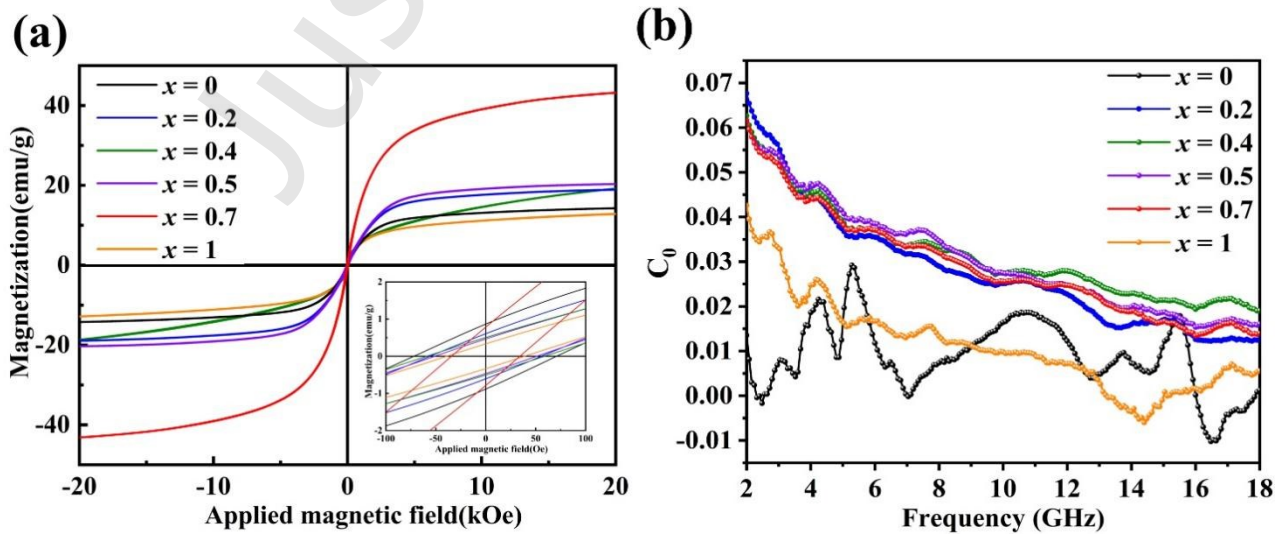 Jus
(a)
Magnetization(emu/g)
40
20
0
-20
-40
x = 0
x = 0.2
x = 0.4
x = 0.5
x = 0.7
x = 1
Magnetization(emu/g)
2
1
0
-1
-2
-100
-50
0
50
100
Applied magnetic field(Oe)
-20
-10
0
10
20
Applied magnetic field(kOe)
(b)
C0
0.07
0.06
0.05
0.04
0.03
0.02
0.01
0.00
-0.01
x = 0
x = 0.2
x = 0.4
x = 0.5
x = 0.7
x = 1
2
4
6
8
10
12
14
16
18
Frequency (GHz)